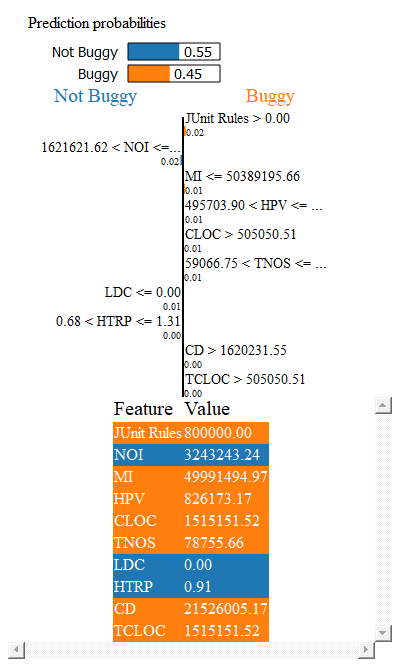 Prediction probabilities
Not Buggy 0.55
Buggy 0.45
Not Buggy Buggy
JUnit Rules > 0.00
0.02
1621621.62 < NOI <=...
0.02
MI <= 50389195.66
0.01
495703.90 < HPV <= ...
0.01
CLOC > 505050.51
0.01
59066.75 < TNOS <= ...
0.01
LDC <= 0.00
0.01
0.68 < HTRP <= 1.31
0.00
CD > 1620231.55
0.00
TCLOC > 505050.51
0.00
Feature Value
JUnit Rules 800000.00
NOI 3243243.24
MI 49991494.97
HPV 826173.17
CLOC 1515151.52
TNOS 78755.66
LDC 0.00
HTRP 0.91
CD 21526005.17
TCLOC 1515151.52